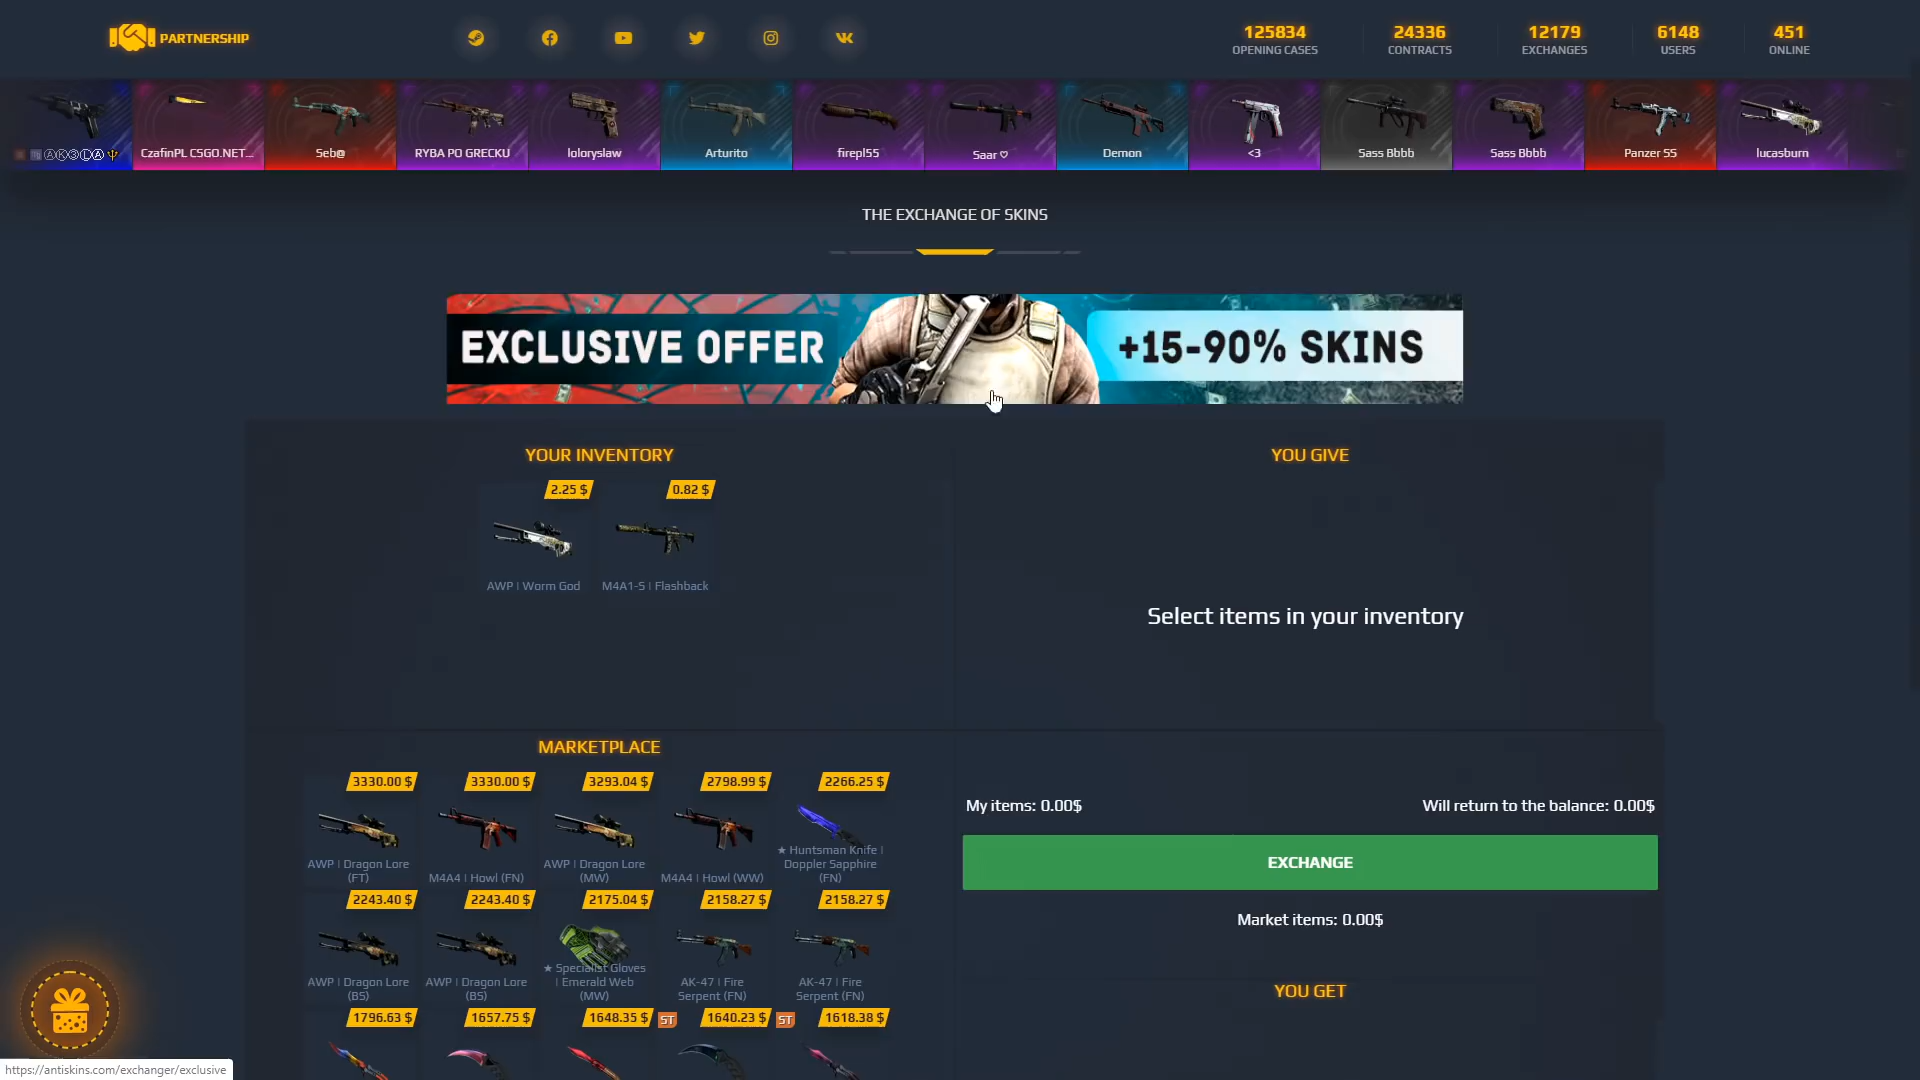 PARTNERSHIP
125834
OPENING CASES
24336
CONTRACTS
12179
EXCHANGES
6148
USERS
451
ONLINE
ⒶⓀ③ⓁⒶ
CzafinPL CSGO.NET...
Seb@
RYBA PO GRECKU
loloryslaw
Arturito
firepl55
Saar ♡
Demon
<3
Sass Bbbb
Sass Bbbb
Panzer SS
lucasburn
THE EXCHANGE OF SKINS
EXCLUSIVE OFFER
+15-90% SKINS
YOUR INVENTORY
2.25 $
0.82 $
AWP | Worm God
M4A1-S | Flashback
YOU GIVE
Select items in your inventory
MARKETPLACE
3330.00 $
3330.00 $
3293.04 $
2798.99 $
2266.25 $
AWP | Dragon Lore
(FT)
M4A4 | Howl (FN)
AWP | Dragon Lore
(MW)
M4A4 | Howl (WW)
★ Huntsman Knife |
Doppler Sapphire
(FN)
2243.40 $
2243.40 $
2175.04 $
2158.27 $
2158.27 $
AWP | Dragon Lore
(BS)
AWP | Dragon Lore
(BS)
★ Specialist Gloves
| Emerald Web
(MW)
AK-47 | Fire
Serpent (FN)
AK-47 | Fire
Serpent (FN)
1796.63 $
1657.75 $
1648.35 $
ST
1640.23 $
ST
1618.38 $
My items: 0.00$
Will return to the balance: 0.00$
EXCHANGE
Market items: 0.00$
YOU GET
https://antiskins.com/exchanger/exclusive